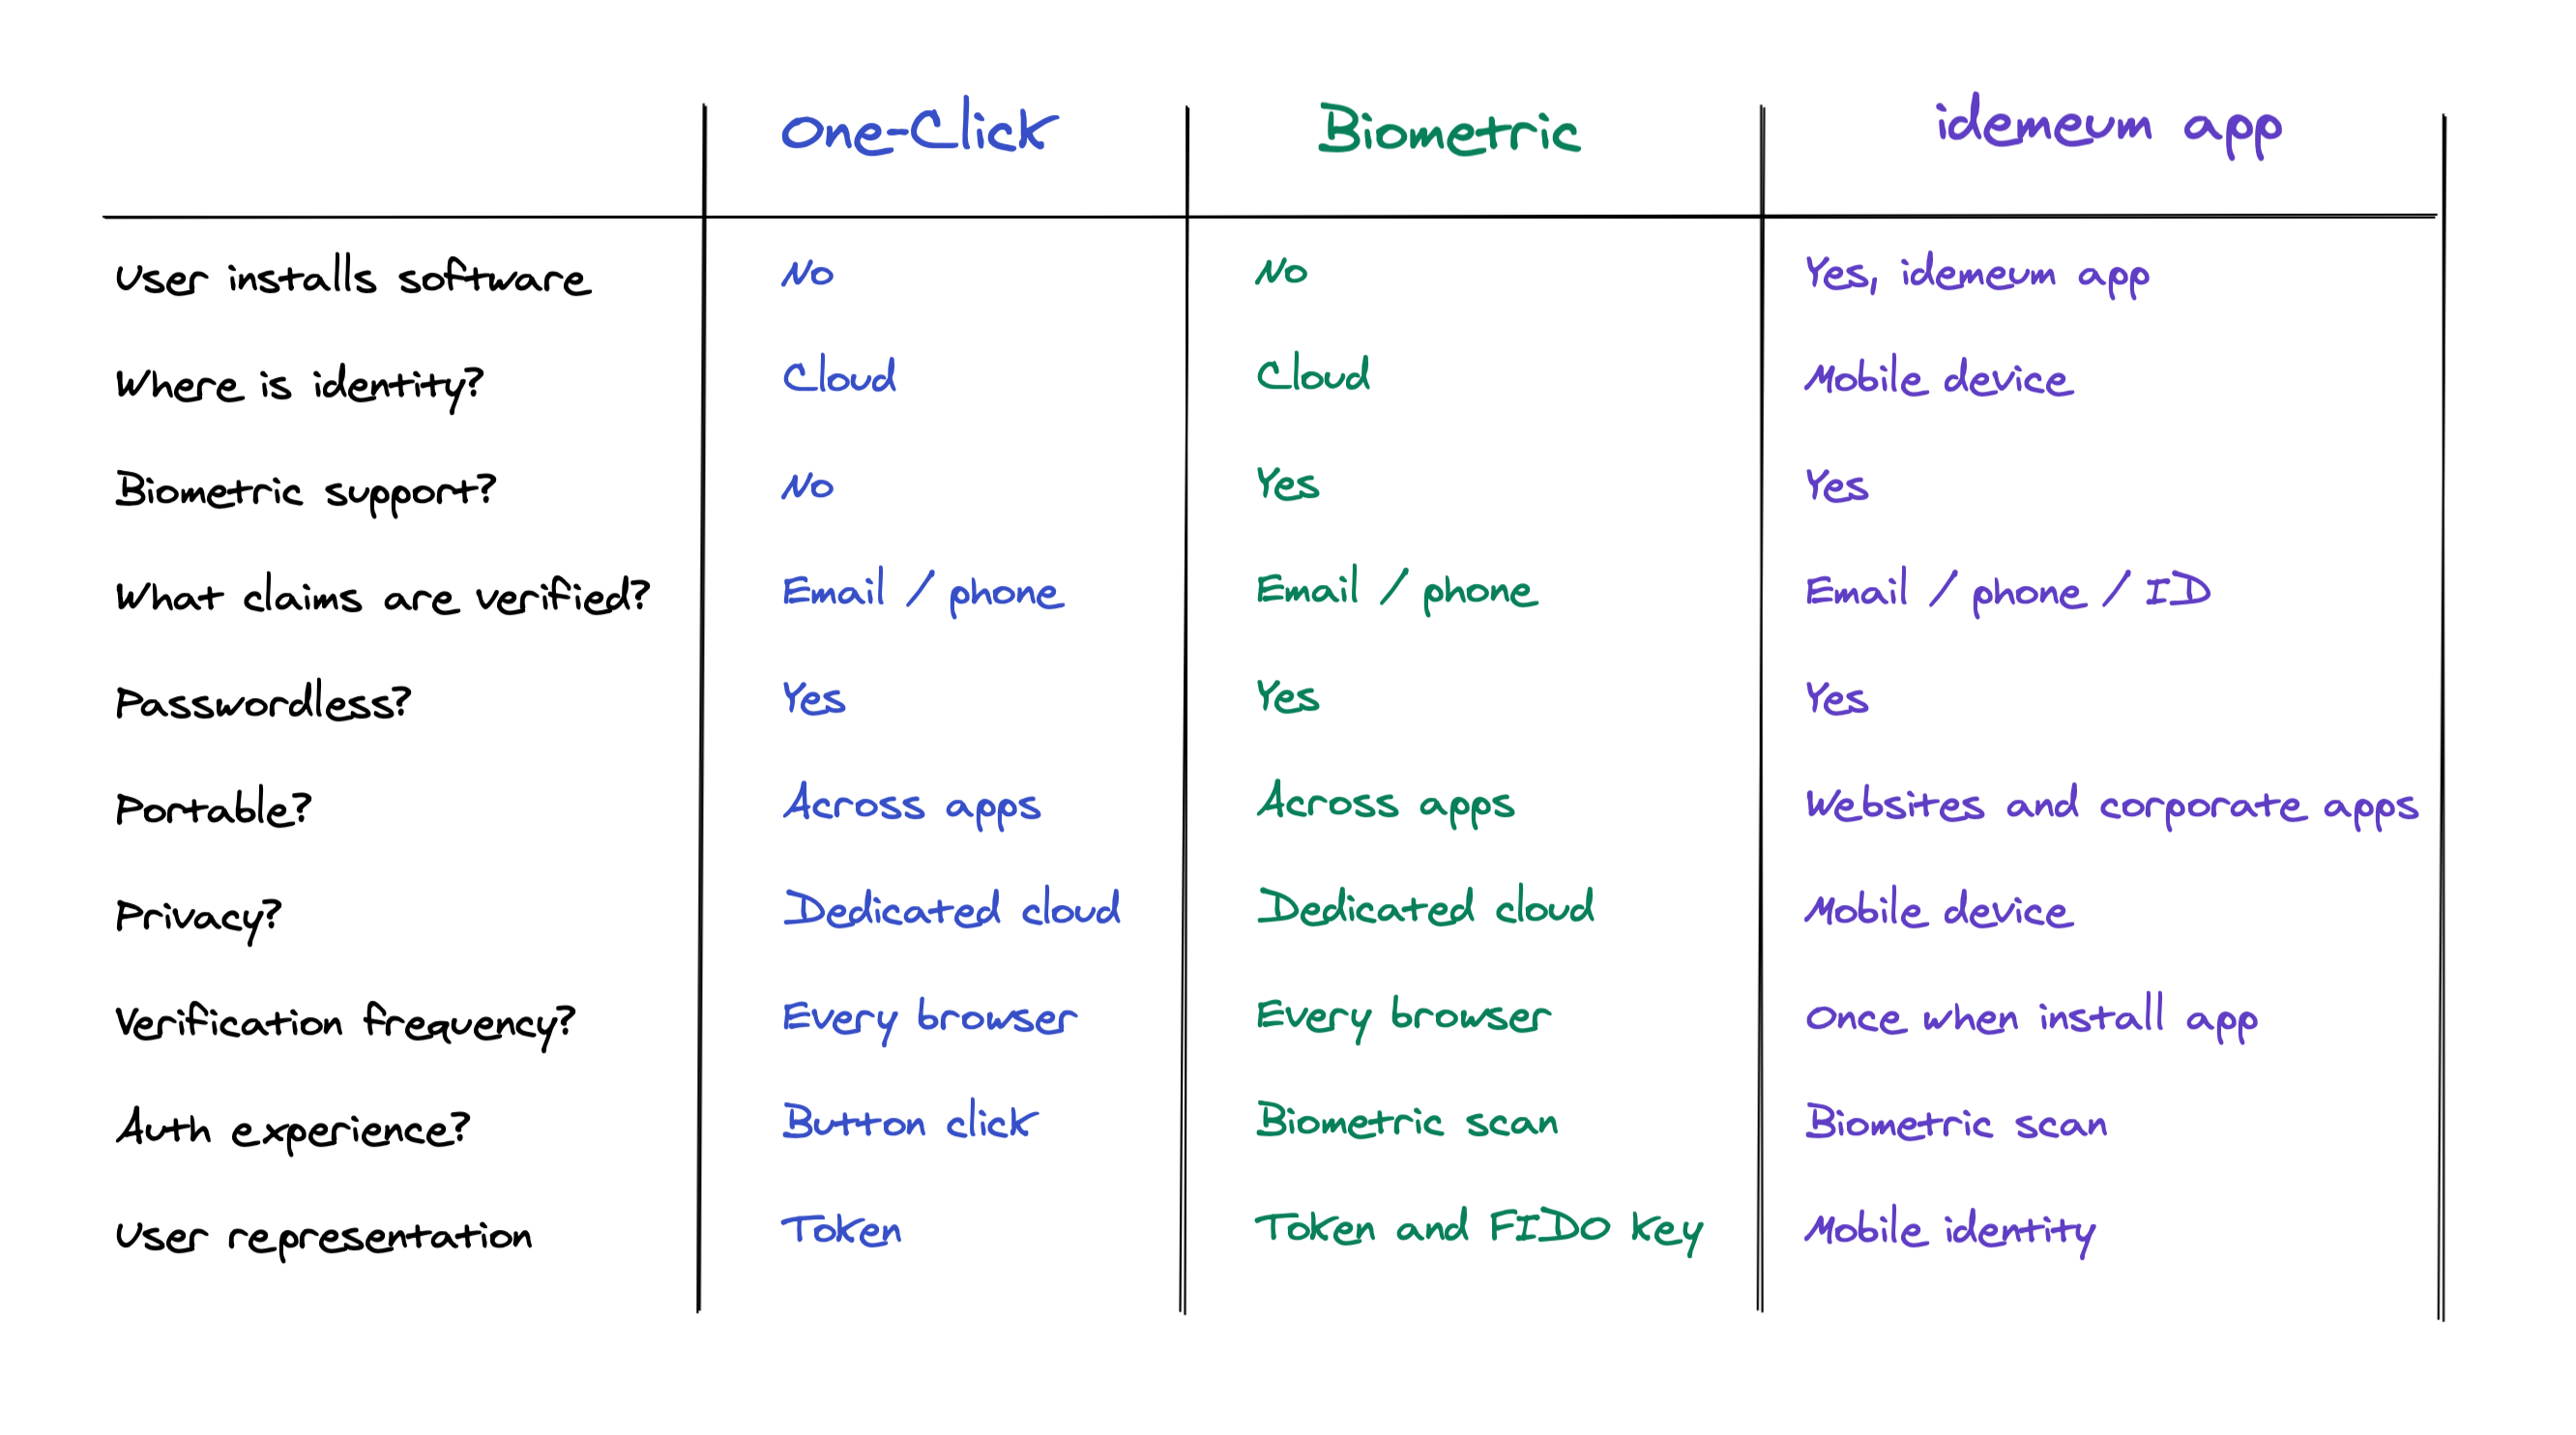 One-Click Biometric idemeum app
User installs software No No Yes, idemeum app
Where is identity? Cloud Cloud Mobile device
Biometric support? No Yes Yes
What claims are verified? Email / phone Email / phone Email / phone / ID
Passwordless? Yes Yes Yes
Portable? Across apps Across apps Websites and corporate apps
Privacy? Dedicated cloud Dedicated cloud Mobile device
Verification frequency? Every browser Every browser Once when install app
Auth experience? Button click Biometric scan Biometric scan
User representation Token Token and FIDO key Mobile identity